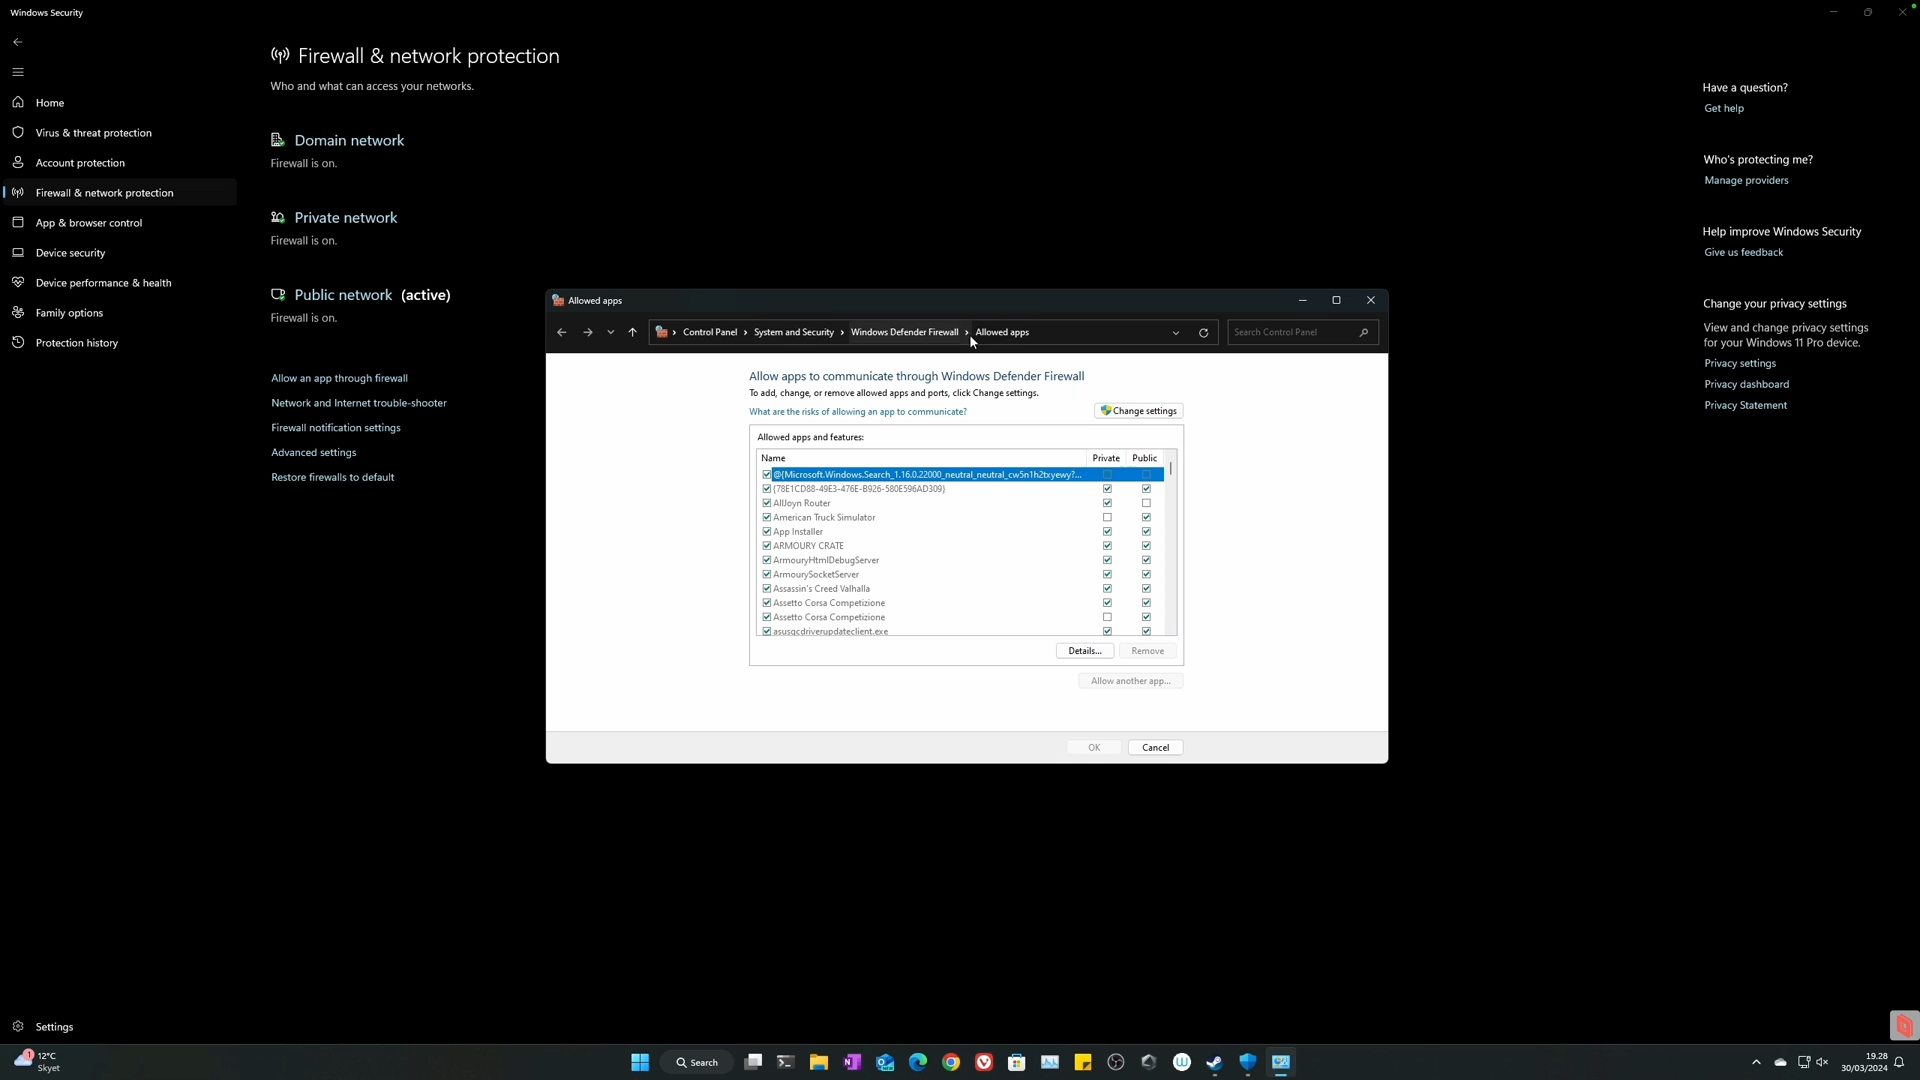 Windows Security
Home
Virus & threat protection
Account protection
Firewall & network protection
App & browser control
Device security
Device performance & health
Family options
Protection history
Settings
Firewall & network protection
Who and what can access your networks.
Domain network
Firewall is on.
Private network
Firewall is on.
Public network (active)
Firewall is on.
Allow an app through firewall
Network and Internet trouble-shooter
Firewall notification settings
Advanced settings
Restore firewalls to default
Allowed apps
Control Panel › System and Security › Windows Defender Firewall › Allowed apps
Search Control Panel
Allow apps to communicate through Windows Defender Firewall
To add, change, or remove allowed apps and ports, click Change settings.
What are the risks of allowing an app to communicate?
Change settings
Allowed apps and features:
Name Private Public
@{Microsoft.Windows.Search_1.16.0.22000_neutral_neutral_cw5n1h2txyewy?...
{78E1CD88-49E3-476E-B926-580E596AD309}
AllJoyn Router
American Truck Simulator
App Installer
ARMOURY CRATE
ArmouryHtmlDebugServer
ArmourySocketServer
Assassin's Creed Valhalla
Assetto Corsa Competizione
Assetto Corsa Competizione
asusgcdriverupdateclient.exe
Details... Remove
Allow another app...
OK Cancel
Have a question?
Get help
Who's protecting me?
Manage providers
Help improve Windows Security
Give us feedback
Change your privacy settings
View and change privacy settings
for your Windows 11 Pro device.
Privacy settings
Privacy dashboard
Privacy Statement
1
12°C
Skyet
Search
19.28
30/03/2024